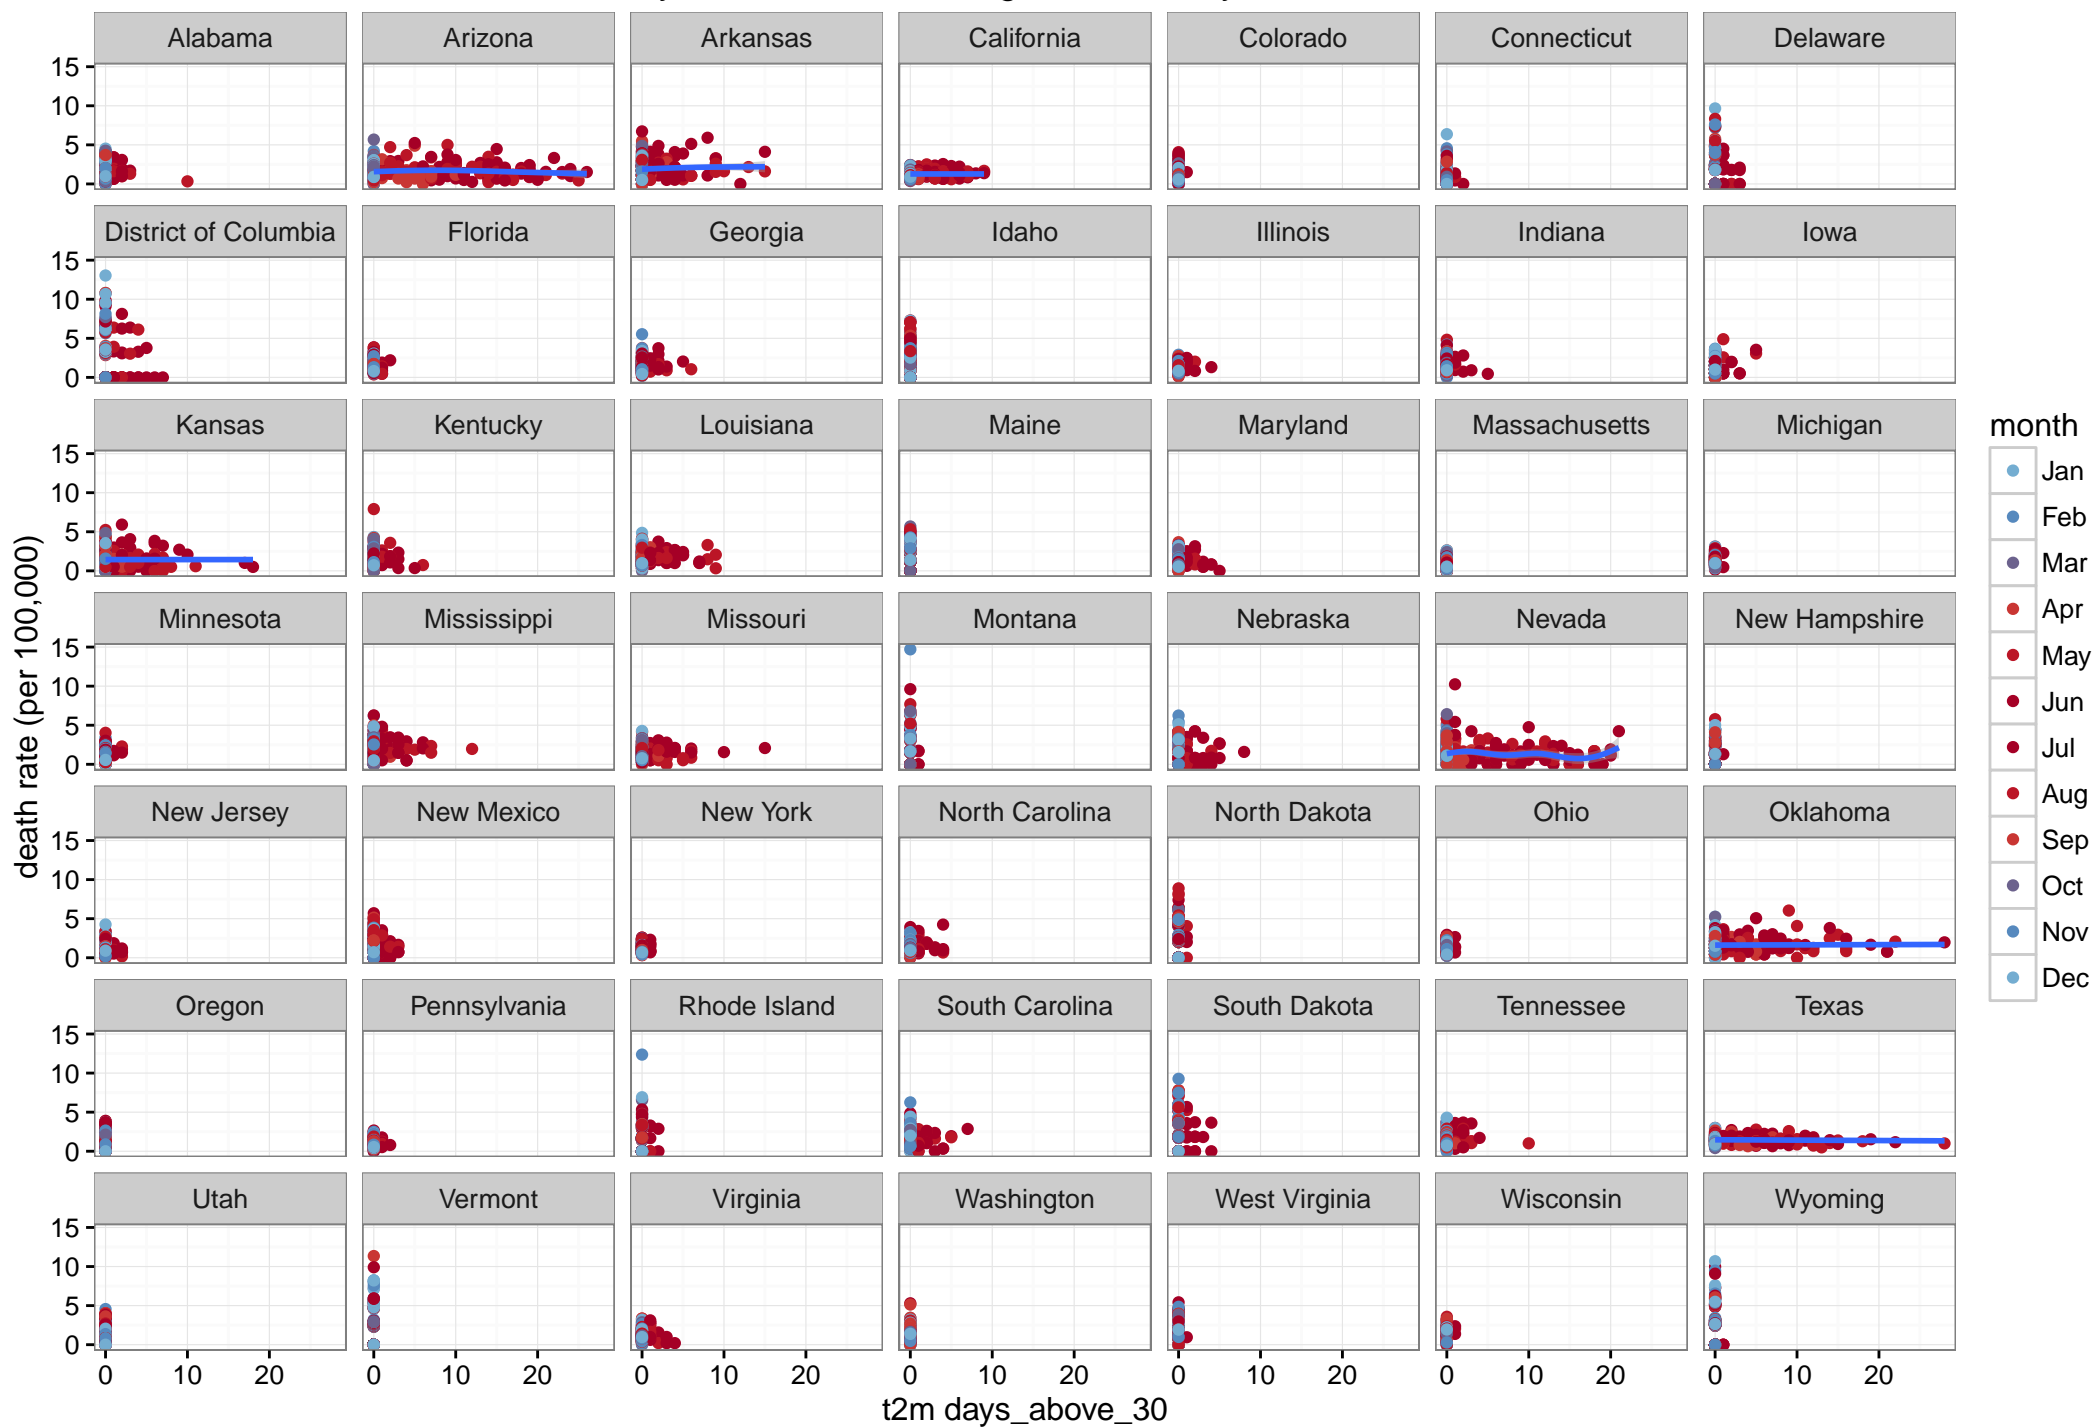 Alabama Arizona Arkansas California Colorado Connecticut Delaware
15
10
5
0
District of Columbia Florida Georgia Idaho Illinois Indiana Iowa
15
10
5
0
Kansas Kentucky Louisiana Maine Maryland Massachusetts Michigan
15
10
5
0
Minnesota Mississippi Missouri Montana Nebraska Nevada New Hampshire
15
10
5
0
New Jersey New Mexico New York North Carolina North Dakota Ohio Oklahoma
15
10
5
0
Oregon Pennsylvania Rhode Island South Carolina South Dakota Tennessee Texas
15
10
5
0
Utah Vermont Virginia Washington West Virginia Wisconsin Wyoming
15
10
5
0
0 10 20 0 10 20 0 10 20 0 10 20 0 10 20 0 10 20 0 10 20
t2m days_above_30
death rate (per 100,000)
month
Jan
Feb
Mar
Apr
May
Jun
Jul
Aug
Sep
Oct
Nov
Dec